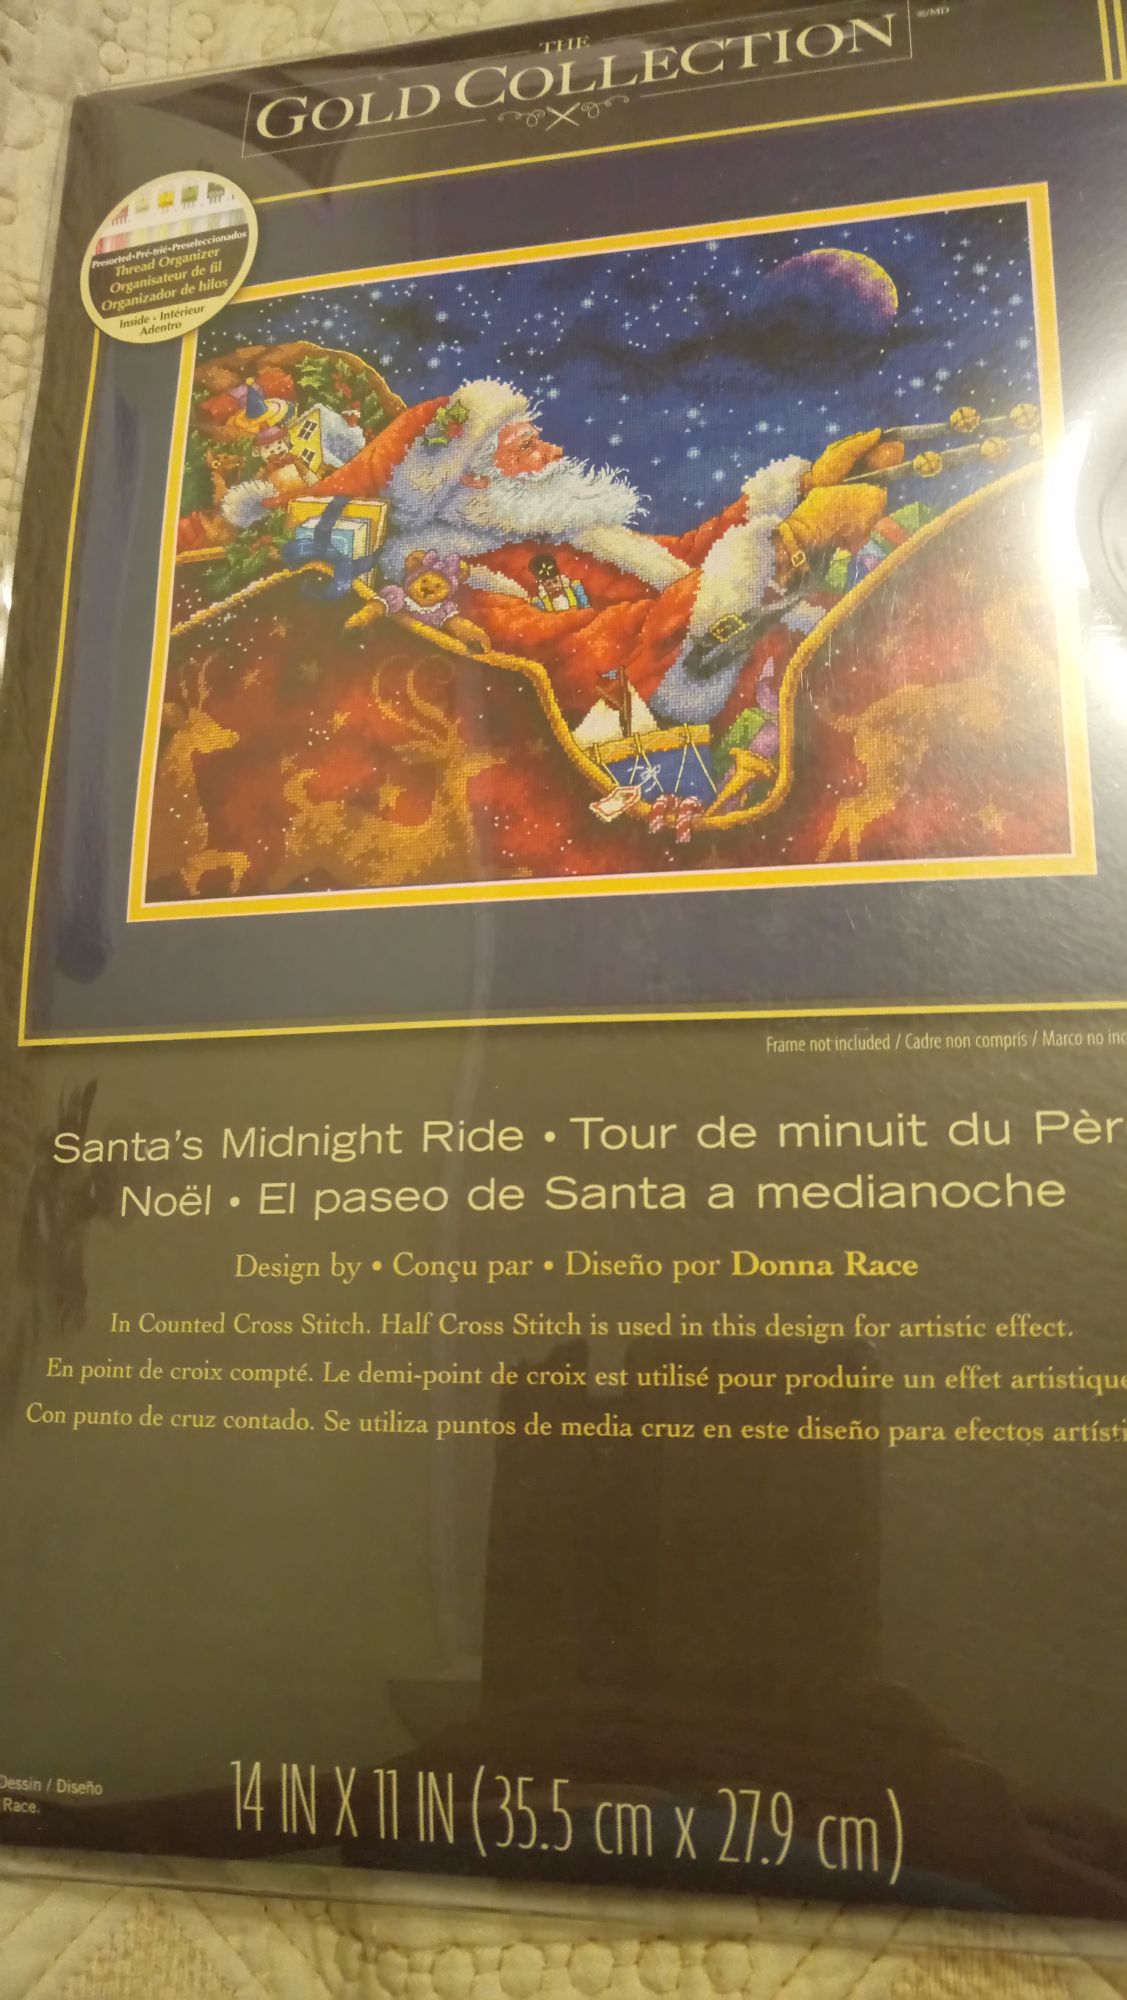 THE
GOLD COLLECTION
®/MD
Presorted•Pré-trié•Preseleccionados
Thread Organizer
Organisateur de fil
Organizador de hilos
Inside • Intérieur
Adentro
Frame not included / Cadre non compris / Marco no inc
Santa's Midnight Ride • Tour de minuit du Pèr
Noël • El paseo de Santa a medianoche
Design by • Conçu par • Diseño por Donna Race
In Counted Cross Stitch. Half Cross Stitch is used in this design for artistic effect.
En point de croix compté. Le demi-point de croix est utilisé pour produire un effet artistique
Con punto de cruz contado. Se utiliza puntos de media cruz en este diseño para efectos artísti
Dessin / Diseño
Race.
14 IN X 11 IN (35.5 cm x 27.9 cm)